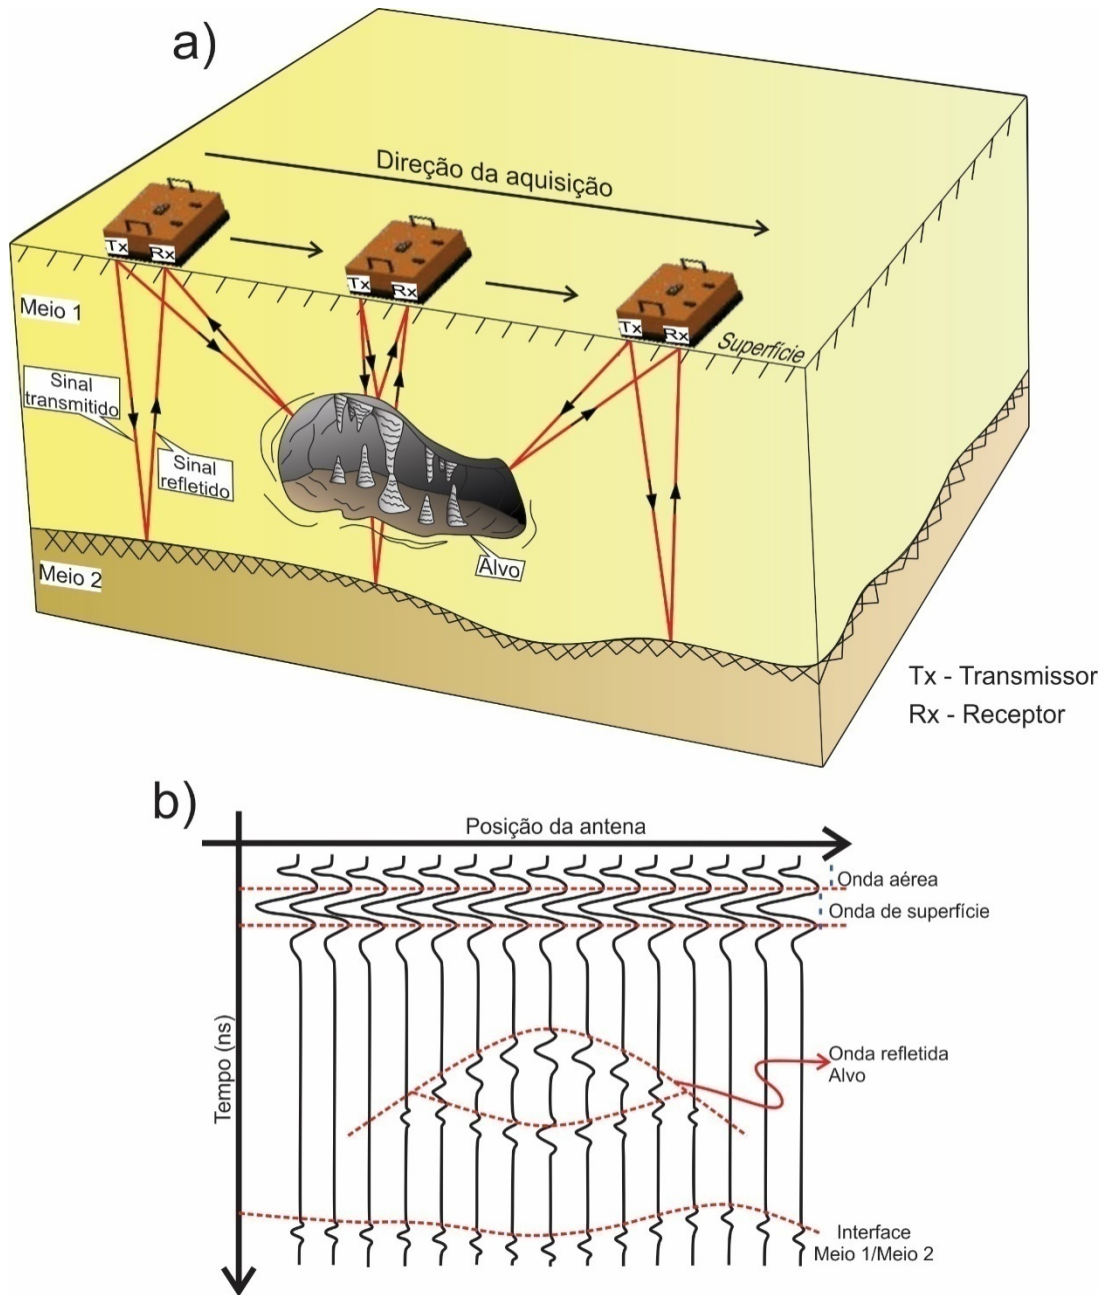 a)
Direção da aquisição
Tx Rx
Tx Rx
Tx Rx
Superfície
Meio 1
Sinal
transmitido
Sinal
refletido
Alvo
Meio 2
Tx - Transmissor
Rx - Receptor
b)
Posição da antena
Onda aérea
Onda de superfície
Tempo (ns)
Onda refletida
Alvo
Interface
Meio 1/Meio 2